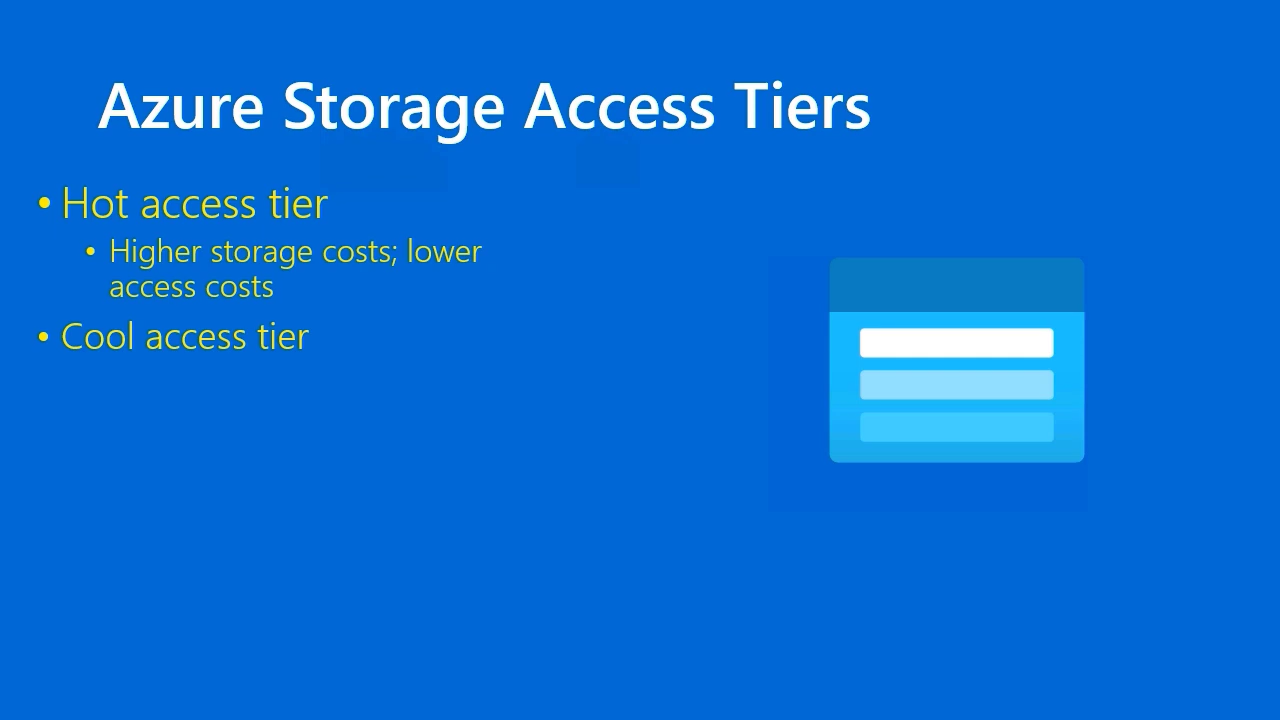 Azure Storage Access Tiers
• Hot access tier
• Higher storage costs; lower
access costs
• Cool access tier